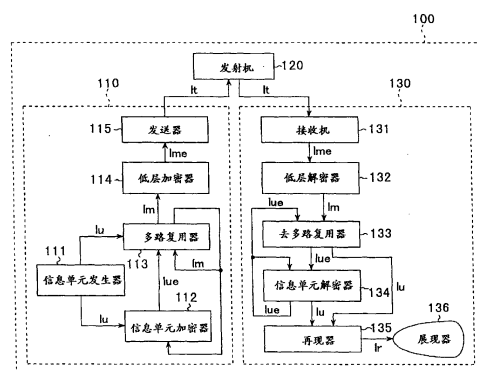 100
发射机
120
110
It
It
130
115
发送器
接收机
131
Ime
Ime
114
低层加密器
低层解密器
132
Im
Im
Iue
多路复用器
去多路复用器
133
111
Iu
113
Im
Iue
Iu
信息单元发生器
Iue
112
信息单元解密器
134
136
Iu
信息单元加密器
Iue
Iu
135
再现器
Ir
展现器